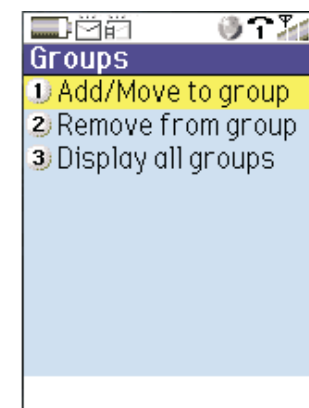 Groups
1 Add/Move to group
2 Remove from group
3 Display all groups